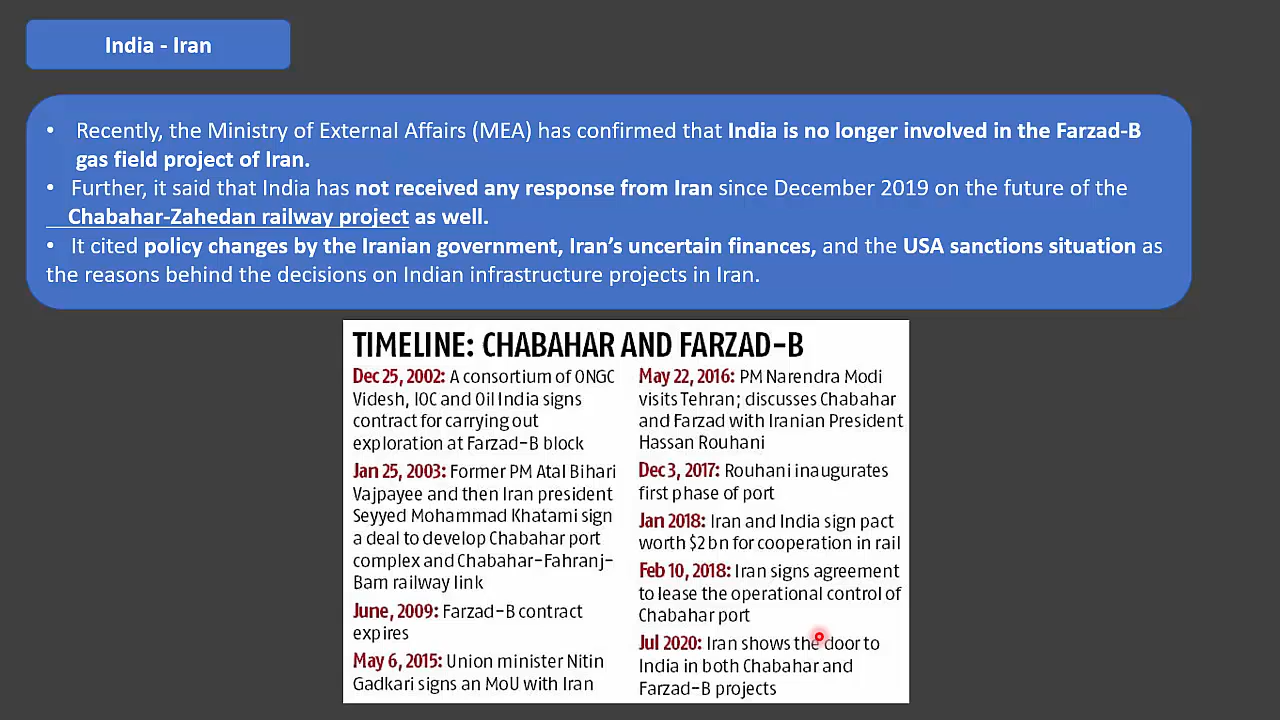 India - Iran
• Recently, the Ministry of External Affairs (MEA) has confirmed that India is no longer involved in the Farzad-B
gas field project of Iran.
• Further, it said that India has not received any response from Iran since December 2019 on the future of the
Chabahar-Zahedan railway project as well.
• It cited policy changes by the Iranian government, Iran’s uncertain finances, and the USA sanctions situation as
the reasons behind the decisions on Indian infrastructure projects in Iran.
TIMELINE: CHABAHAR AND FARZAD-B
Dec 25, 2002: A consortium of ONGC
Videsh, IOC and Oil India signs
contract for carrying out
exploration at Farzad-B block
Jan 25, 2003: Former PM Atal Bihari
Vajpayee and then Iran president
Seyyed Mohammad Khatami sign
a deal to develop Chabahar port
complex and Chabahar-Fahranj-
Bam railway link
June, 2009: Farzad-B contract
expires
May 6, 2015: Union minister Nitin
Gadkari signs an MoU with Iran
May 22, 2016: PM Narendra Modi
visits Tehran; discusses Chabahar
and Farzad with Iranian President
Hassan Rouhani
Dec 3, 2017: Rouhani inaugurates
first phase of port
Jan 2018: Iran and India sign pact
worth $2 bn for cooperation in rail
Feb 10, 2018: Iran signs agreement
to lease the operational control of
Chabahar port
Jul 2020: Iran shows the door to
India in both Chabahar and
Farzad-B projects